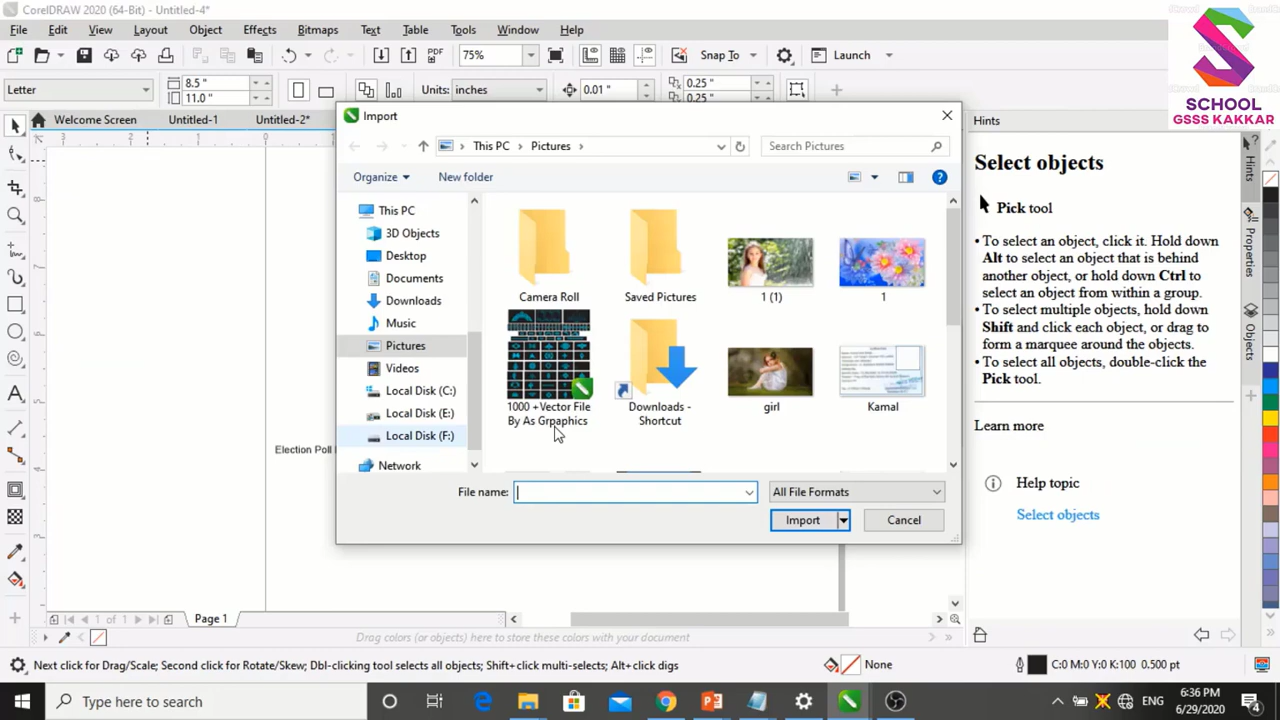 CorelDRAW 2020 (64-Bit) - Untitled-4*
File Edit View Layout Object Effects Bitmaps Text Table Tools Window Help
PDF 75% Snap To Launch
Letter 8.5 " Units: inches 0.01 " 0.25 "
11.0 " 0.25 "
SCHOOL
GSSS KAKKAR
Welcome Screen Untitled-1 Untitled-2*
Import
Hints
This PC Pictures Search Pictures
Organize New folder
Select objects
Pick tool
• To select an object, click it. Hold down
Alt to select an object that is behind
another object, or hold down Ctrl to
select an object from within a group.
• To select multiple objects, hold down
Shift and click each object, or drag to
form a marquee around the objects.
• To select all objects, double-click the
Pick tool.
Learn more
Help topic
Select objects
Hints
Properties
Objects
This PC
3D Objects
Desktop
Documents
Downloads
Music
Pictures
Videos
Local Disk (C:)
Local Disk (E:)
Local Disk (F:)
Network
Camera Roll Saved Pictures 1 (1) 1
1000 +Vector File
By As Grpaphics
Downloads -
Shortcut
girl
Kamal
Election Poll
File name: All File Formats
Import Cancel
1 of 1 Page 1
Drag colors (or objects) here to store these colors with your document
Next click for Drag/Scale; Second click for Rotate/Skew; Dbl-clicking tool selects all objects; Shift+click multi-selects; Alt+click digs
None C:0 M:0 Y:0 K:100 0.500 pt
Type here to search
ENG
6:36 PM
6/29/2020
4